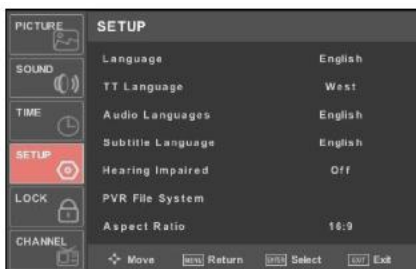 PICTURE
SOUND
TIME
SETUP
LOCK
CHANNEL
SETUP
Language English
TT Language West
Audio Languages English
Subtitle Language English
Hearing Impaired Off
PVR File System
Aspect Ratio 16:9
Move MENU Return ENTER Select EXIT Exit